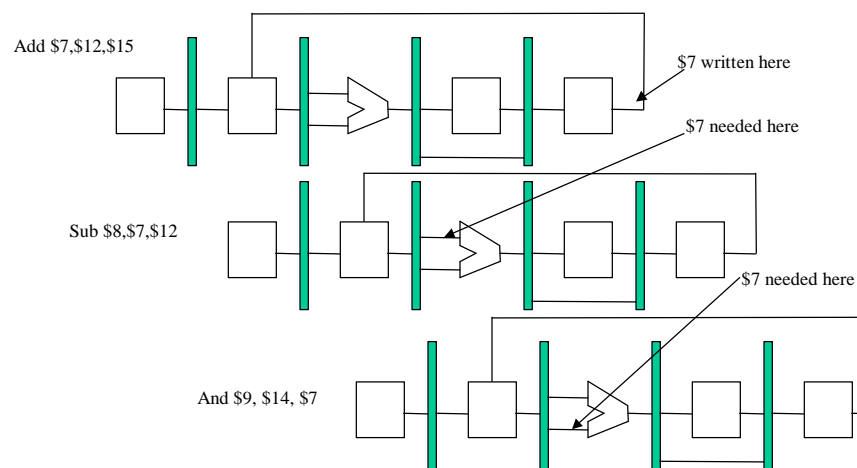 Add $7,$12,$15
$7 written here
$7 needed here
Sub $8,$7,$12
$7 needed here
And $9, $14, $7